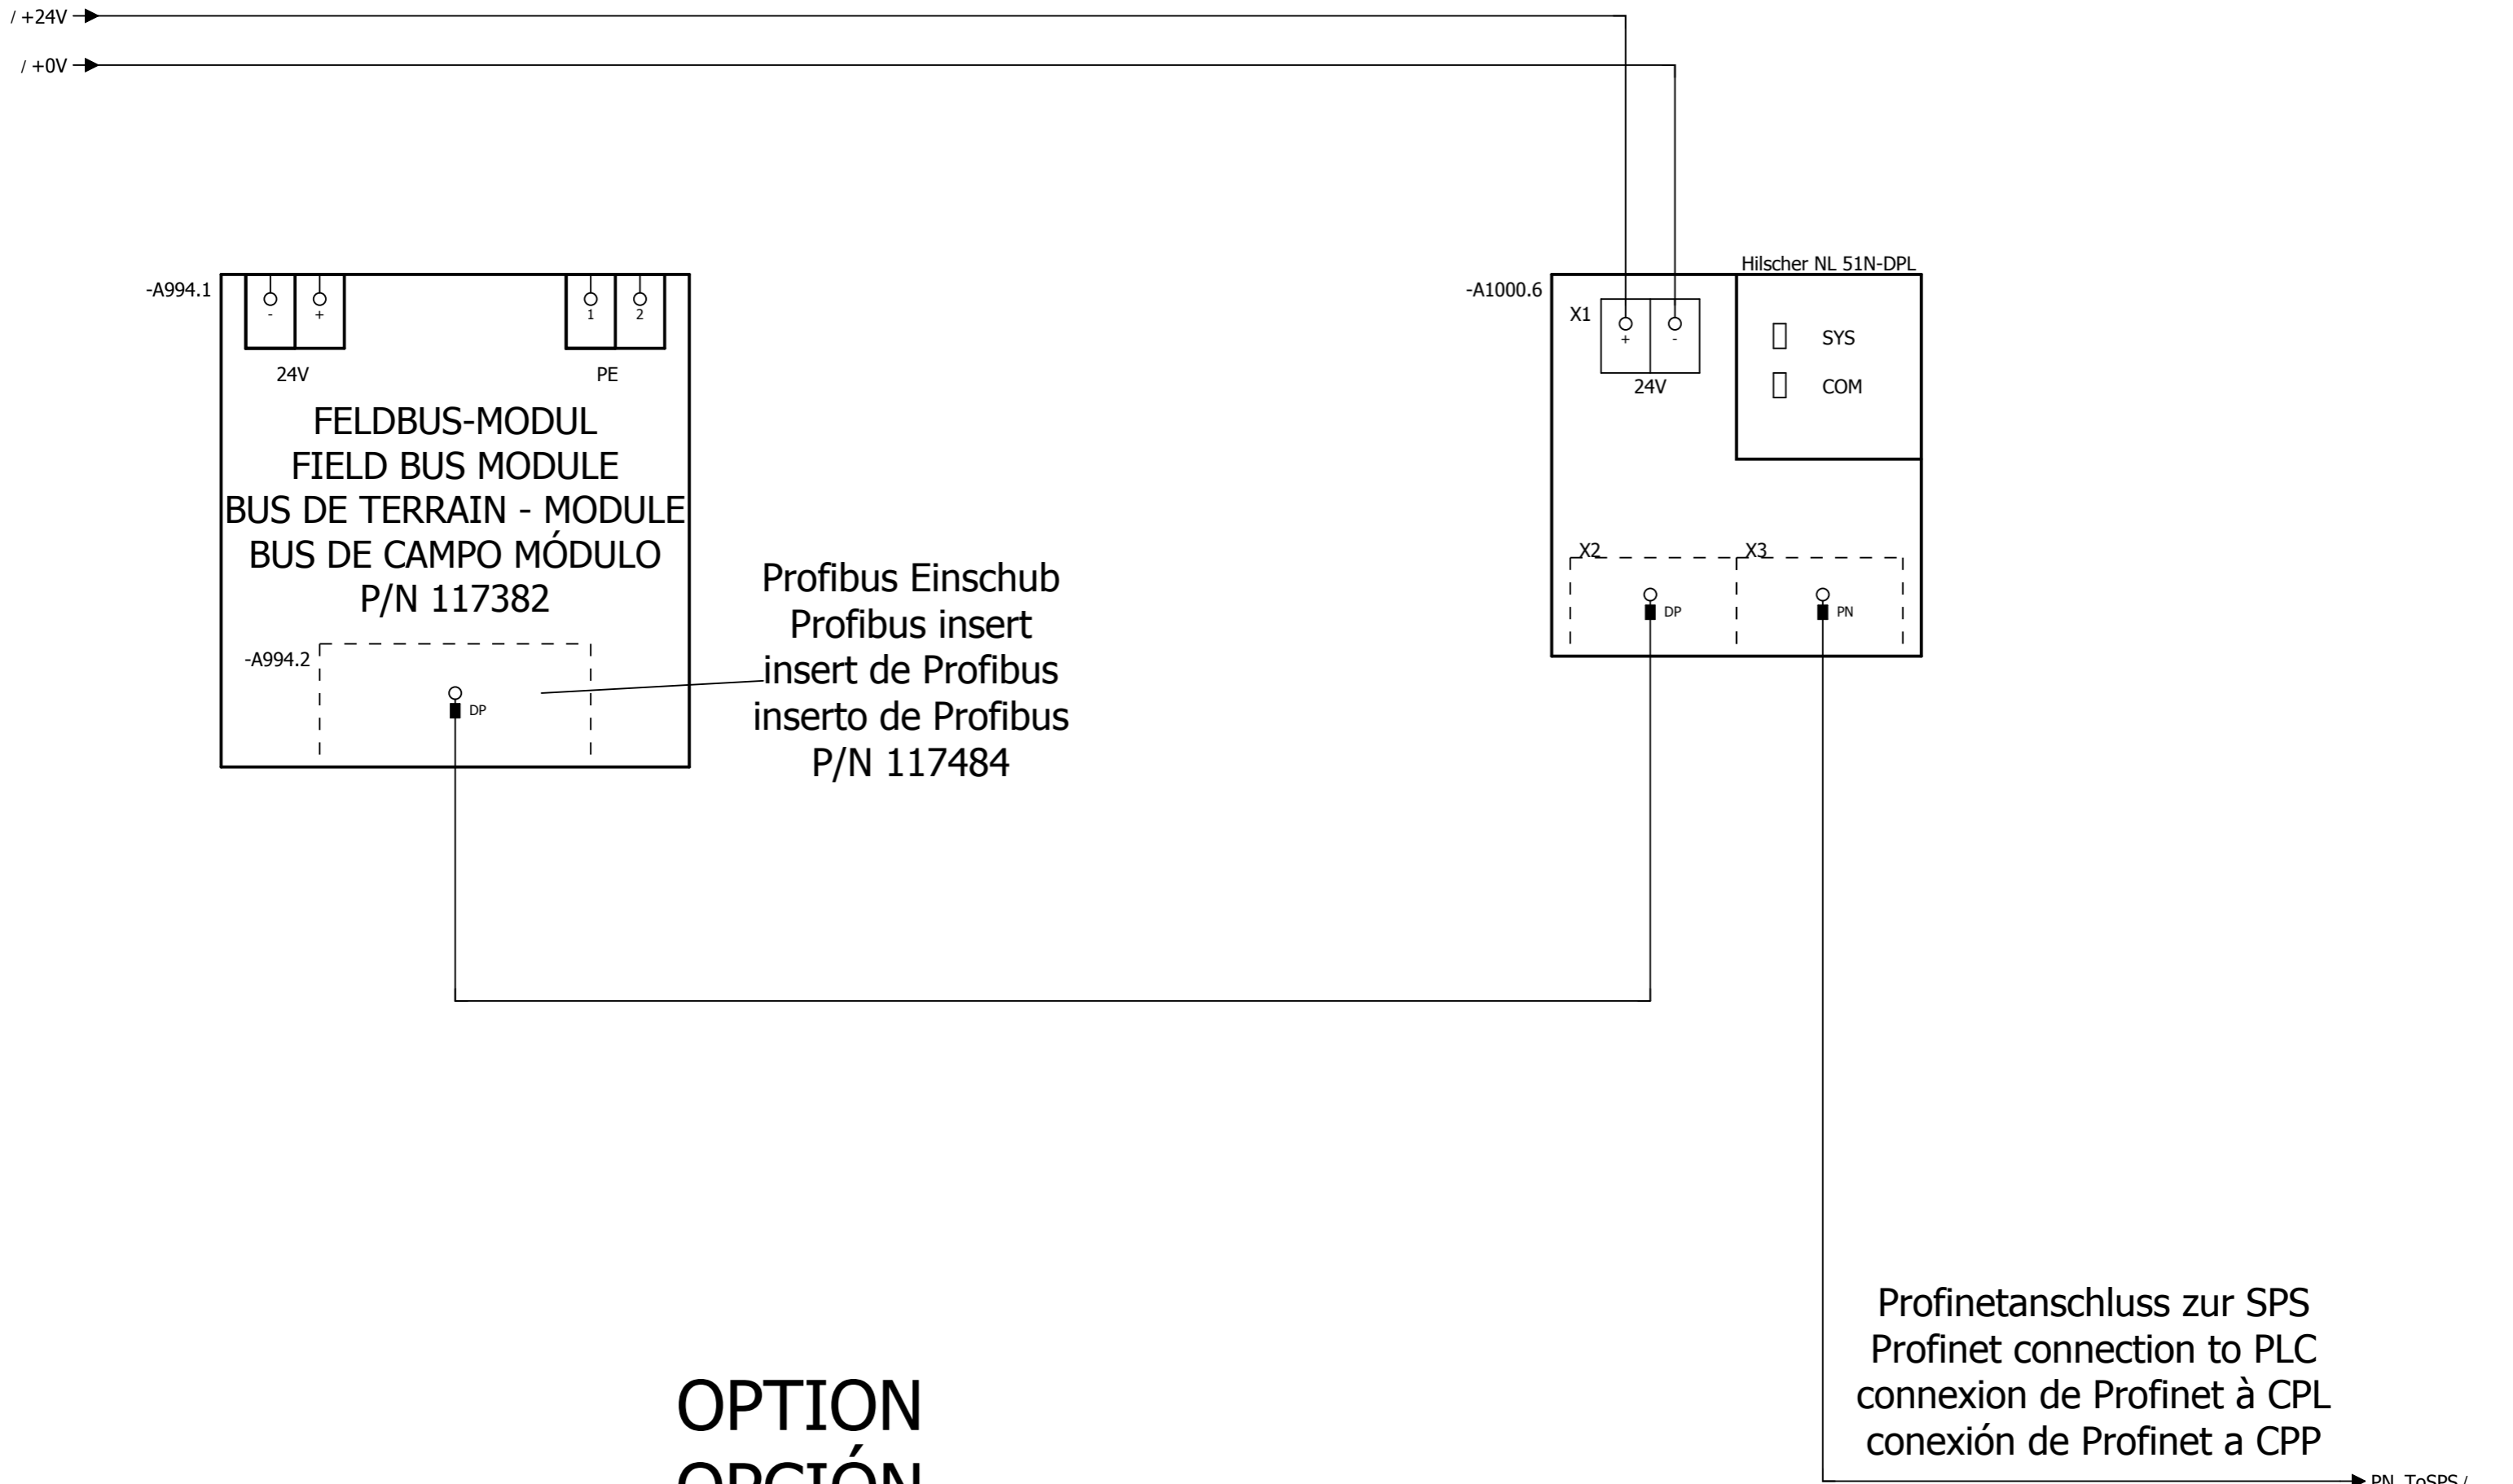 / +24V
/ +0V
Hilscher NL 51N-DPL
-A994.1
-A1000.6
X1
- + 1 2
+ -
SYS
24V PE
24V
COM
FELDBUS-MODUL
FIELD BUS MODULE
BUS DE TERRAIN - MODULE
BUS DE CAMPO MÓDULO
P/N 117382
X2 X3
DP PN
Profibus Einschub
Profibus insert
insert de Profibus
inserto de Profibus
P/N 117484
-A994.2
DP
Profinetanschluss zur SPS
Profinet connection to PLC
connexion de Profinet à CPL
conexión de Profinet a CPP
OPTION
OPCIÓN
PN_ToSPS /